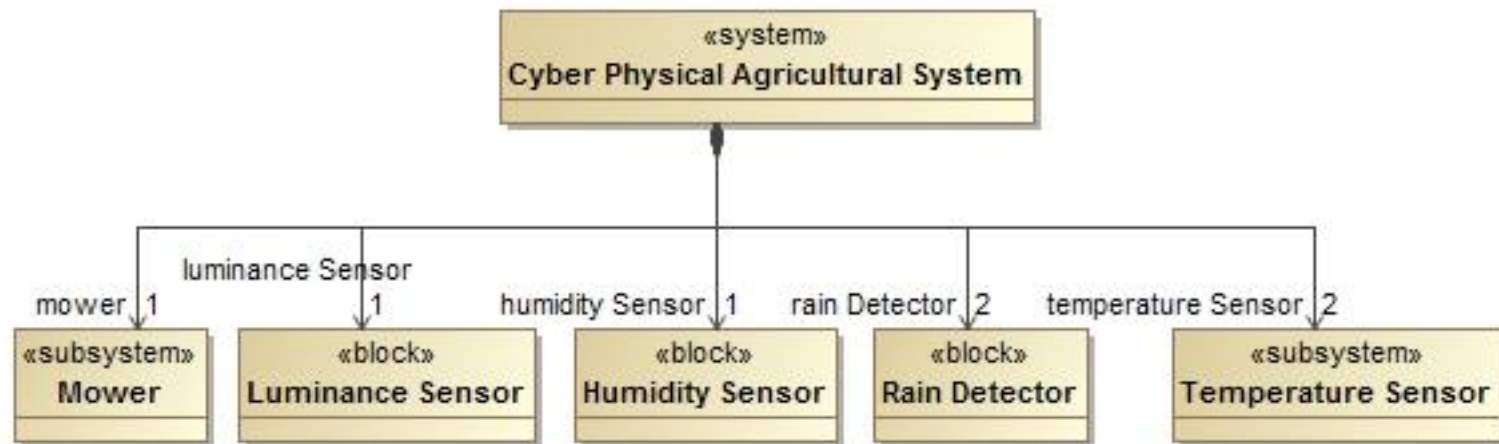 «system»
Cyber Physical Agricultural System
luminance Sensor
mower 1
1
humidity Sensor 1
rain Detector 2
temperature Sensor 2
«subsystem»
Mower
«block»
Luminance Sensor
«block»
Humidity Sensor
«block»
Rain Detector
«subsystem»
Temperature Sensor